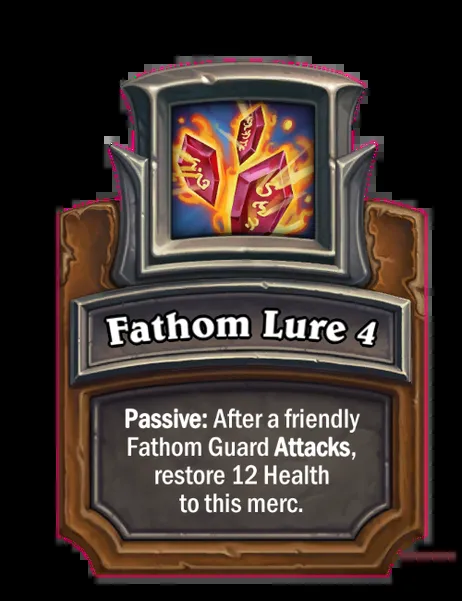 Fathom Lure 4
Passive: After a friendly
Fathom Guard Attacks,
restore 12 Health
to this merc.